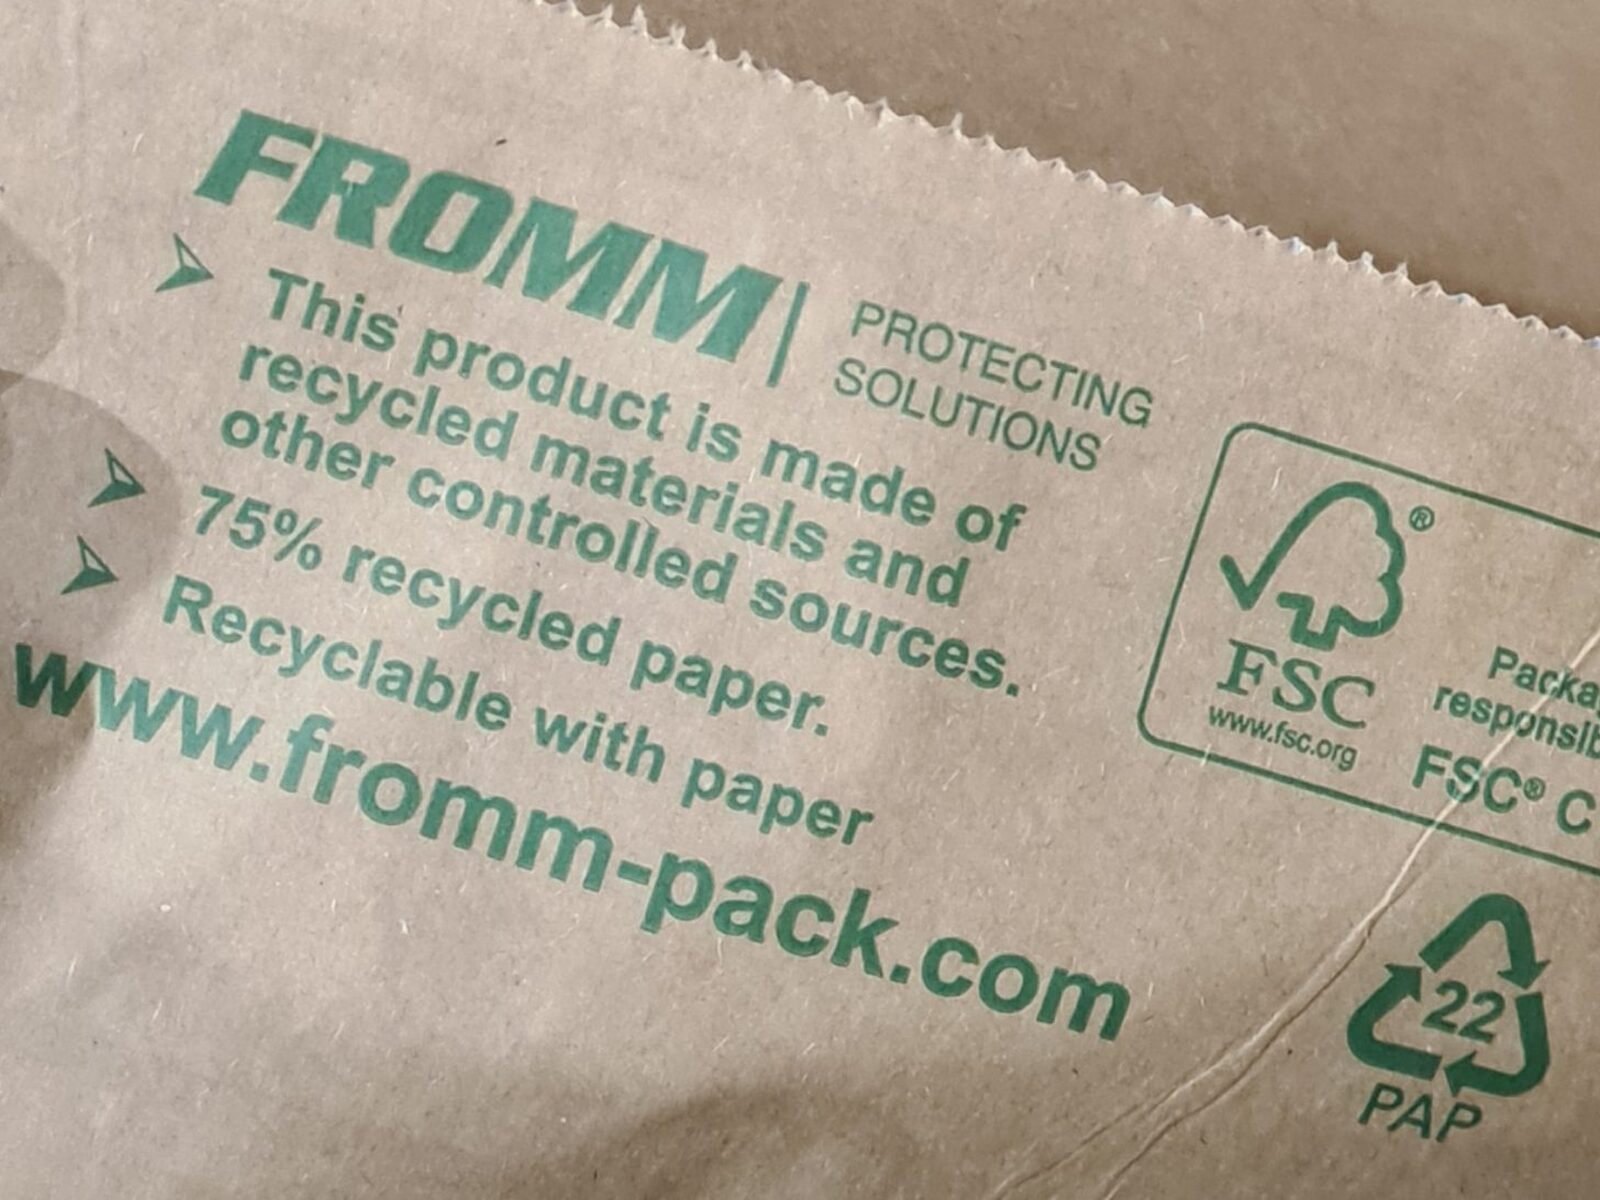 FROMM
PROTECTING
SOLUTIONS
This product is made of
recycled materials and
other controlled sources.
75% recycled paper.
Recyclable with paper
www.fromm-pack.com
®
FSC
www.fsc.org
FSC® C
22
PAP